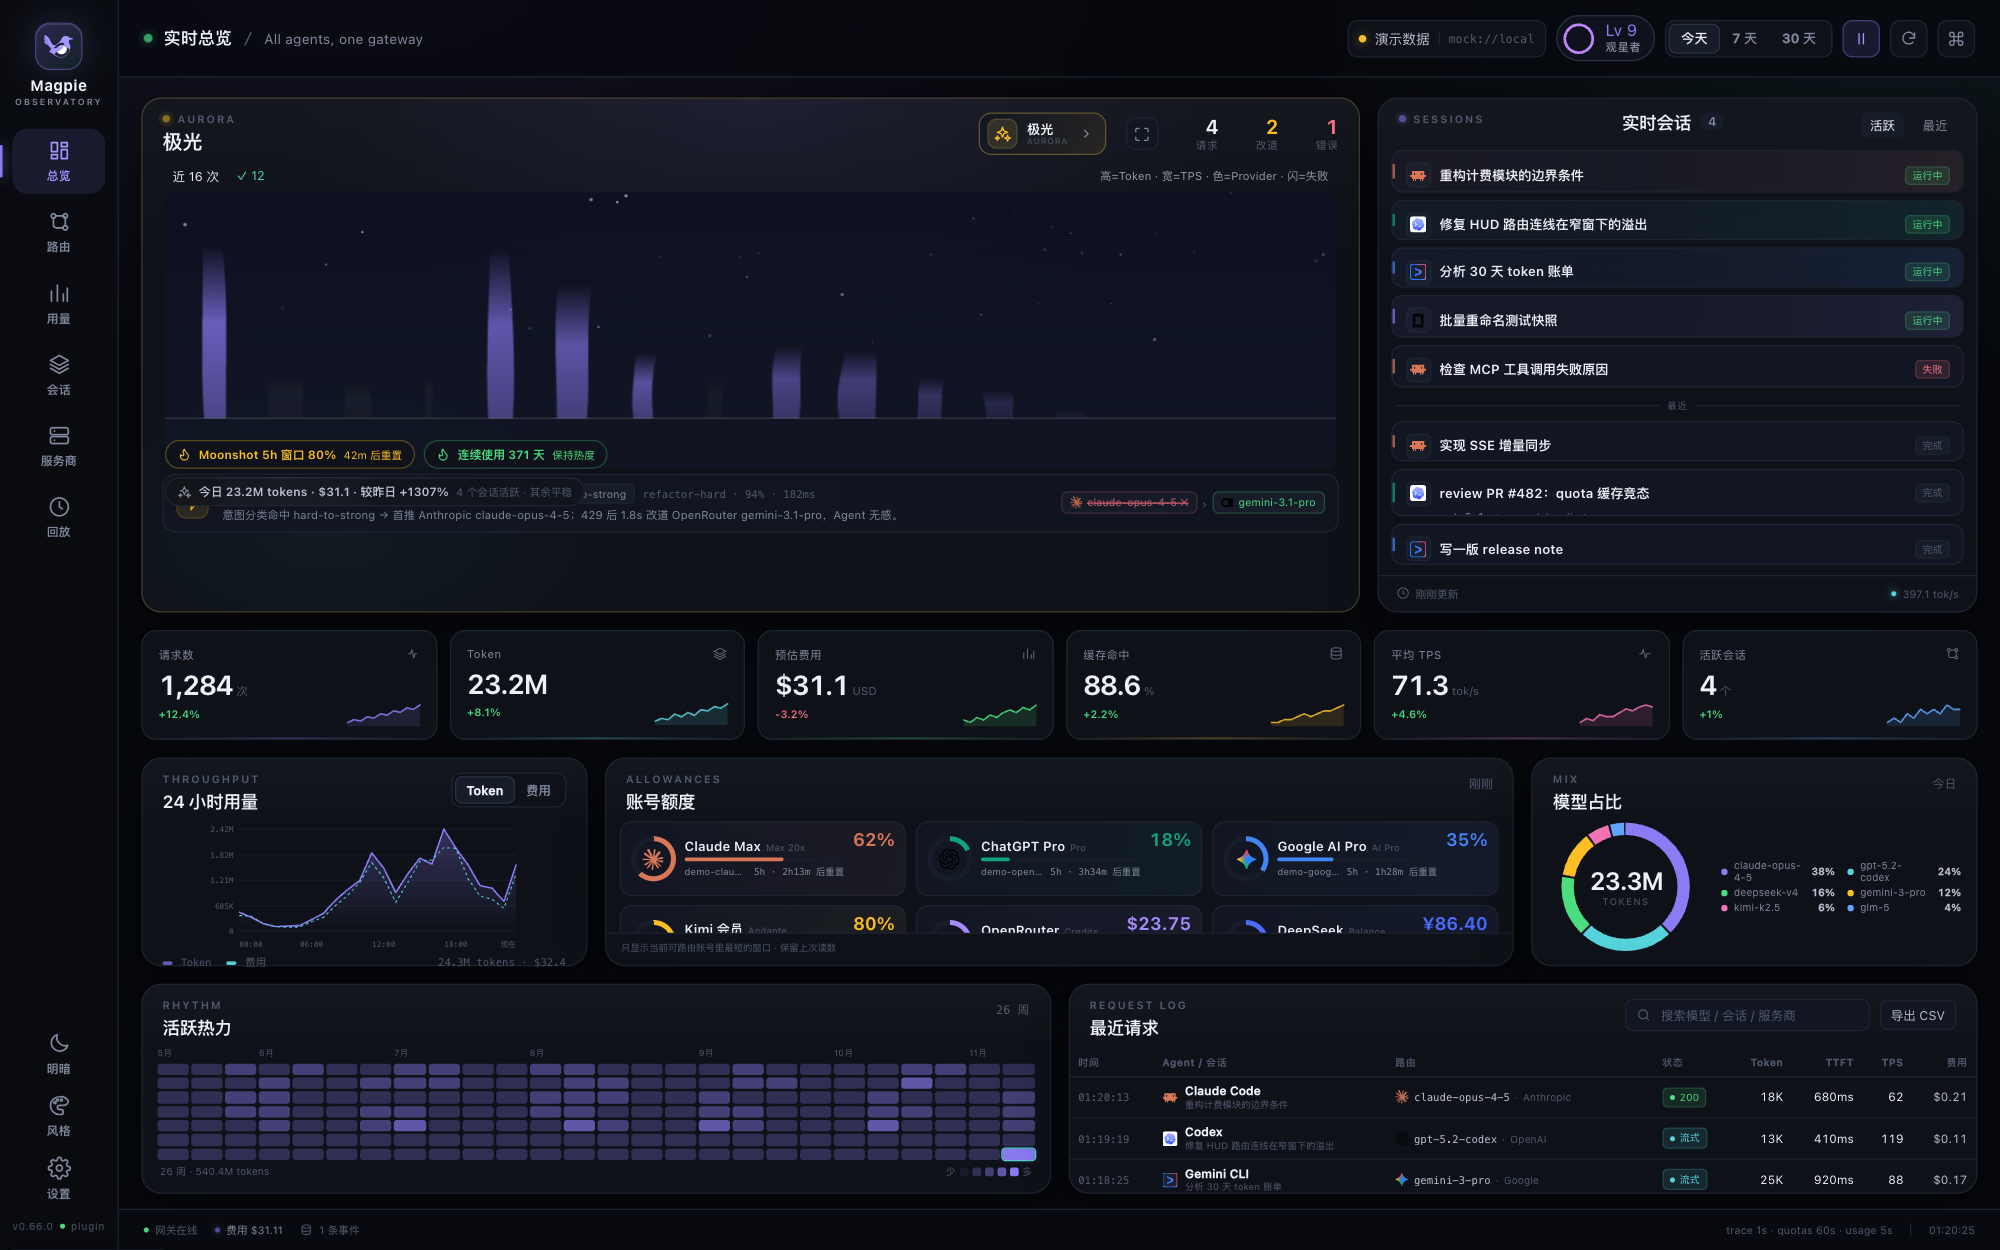 Magpie
OBSERVATORY
总览
路由
用量
会话
服务商
回放
明暗
风格
设置
v0.66.0 plugin
实时总览 / All agents, one gateway
演示数据 mock://local
Lv 9
观星者
今天 7 天 30 天
AURORA
极光
极光
AURORA
4 请求
2 改道
1 错误
近 16 次 ✓ 12
高=Token · 宽=TPS · 色=Provider · 闪=失败
Moonshot 5h 窗口 80% 42m 后重置
连续使用 371 天 保持热度
今日 23.2M tokens · $31.1 · 较昨日 +1307% 4 个会话活跃 · 其余平稳
o-strong refactor-hard · 94% · 182ms
意图分类命中 hard-to-strong → 首推 Anthropic claude-opus-4-5；429 后 1.8s 改道 OpenRouter gemini-3.1-pro，Agent 无感。
claude-opus-4-5 ✕ › gemini-3.1-pro
SESSIONS
实时会话 4
活跃 最近
重构计费模块的边界条件 运行中
修复 HUD 路由连线在窄窗下的溢出 运行中
分析 30 天 token 账单 运行中
批量重命名测试快照 运行中
检查 MCP 工具调用失败原因 失败
最近
实现 SSE 增量同步 完成
review PR #482：quota 缓存竞态 完成
写一版 release note 完成
刚刚更新 397.1 tok/s
请求数
1,284 次
+12.4%
Token
23.2M
+8.1%
预估费用
$31.1 USD
-3.2%
缓存命中
88.6 %
+2.2%
平均 TPS
71.3 tok/s
+4.6%
活跃会话
4 个
+1%
THROUGHPUT
24 小时用量
Token 费用
2.42M
1.82M
1.21M
605K
0
00:00 06:00 12:00 18:00 现在
Token 费用 24.3M tokens · $32.4
ALLOWANCES
账号额度
刚刚
Claude Max Max 20x 62%
demo-clau… 5h · 2h13m 后重置
ChatGPT Pro Pro 18%
demo-open… 5h · 3h34m 后重置
Google AI Pro AI Pro 35%
demo-goog… 5h · 1h28m 后重置
Kimi 会员 Andante 80%
OpenRouter Credits $23.75
DeepSeek Balance ¥86.40
只显示当前可路由账号里最短的窗口 · 保留上次读数
MIX
模型占比
今日
23.3M
TOKENS
claude-opus-4-5 38%
gpt-5.2-codex 24%
deepseek-v4 16%
gemini-3-pro 12%
kimi-k2.5 6%
glm-5 4%
RHYTHM
活跃热力
26 周
5月 6月 7月 8月 9月 10月 11月
26 周 · 540.4M tokens
少 多
REQUEST LOG
最近请求
搜索模型 / 会话 / 服务商
导出 CSV
时间 Agent / 会话 路由 状态 Token TTFT TPS 费用
01:20:13 Claude Code claude-opus-4-5 · Anthropic 200 18K 680ms 62 $0.21
重构计费模块的边界条件
01:19:19 Codex gpt-5.2-codex · OpenAI 流式 13K 410ms 119 $0.11
修复 HUD 路由连线在窄窗下的溢出
01:18:25 Gemini CLI gemini-3-pro · Google 流式 25K 920ms 88 $0.17
分析 30 天 token 账单
网关在线 费用 $31.11 1 条事件
trace 1s · quotas 60s · usage 5s 01:20:25